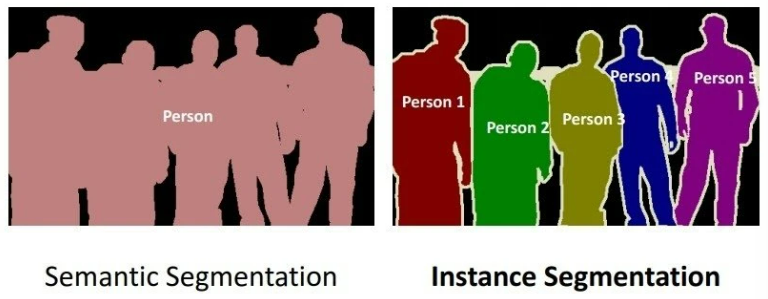 Person
Person 1
Person 2
Person 3
Person 4
Person 5
Semantic Segmentation
Instance Segmentation